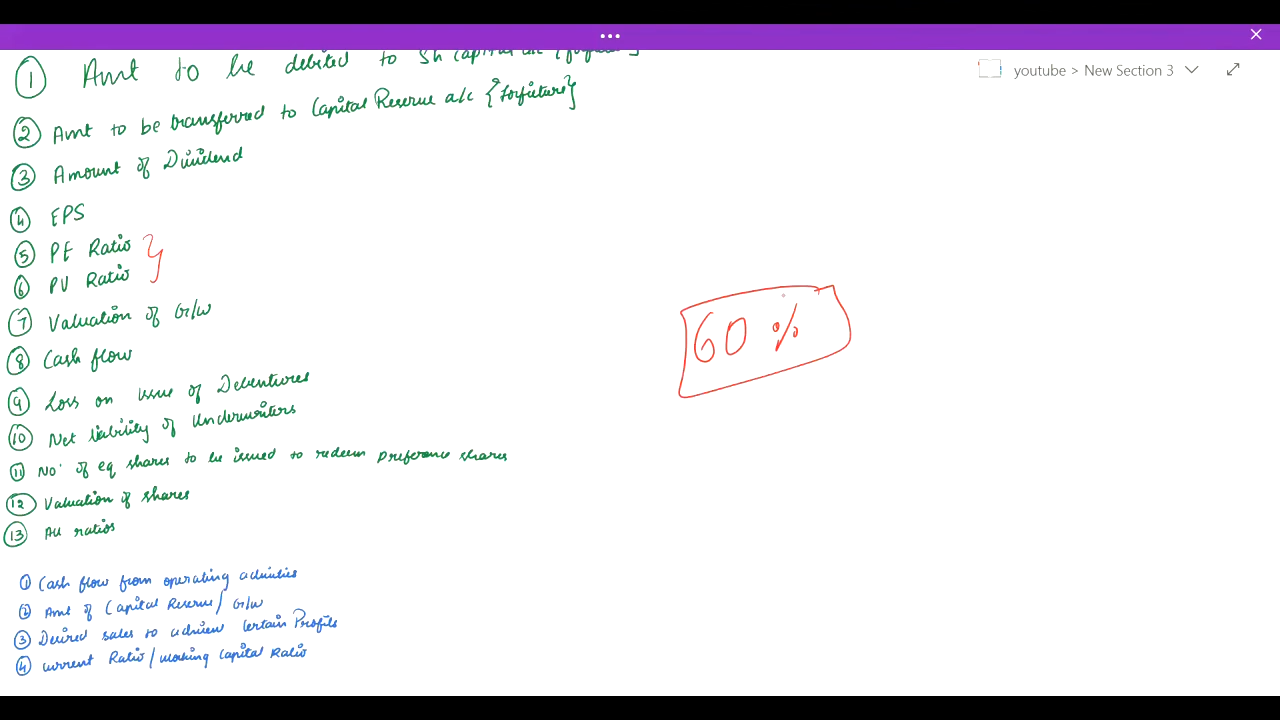 youtube > New Section 3
① Amt to be debited to Sh Capital a/c {forfeiture}
② Amt to be transferred to Capital Reserve a/c {forfieture}
③ Amount of Dividend
④ EPS
⑤ PE Ratio
⑥ PV Ratio
⑦ Valuation of G/w
⑧ Cash flow
60 %
⑨ Loss on issue of Debentures
⑩ Net liability of Underwriters
⑪ No. of eq shares to be issued to redeem preference shares
⑫ Valuation of shares
⑬ All ratios
① Cash flow from operating activities
② Amt of Capital Reserve/ G/w
③ Desired sales to achieve certain Profits
④ current Ratio/working capital Ratio